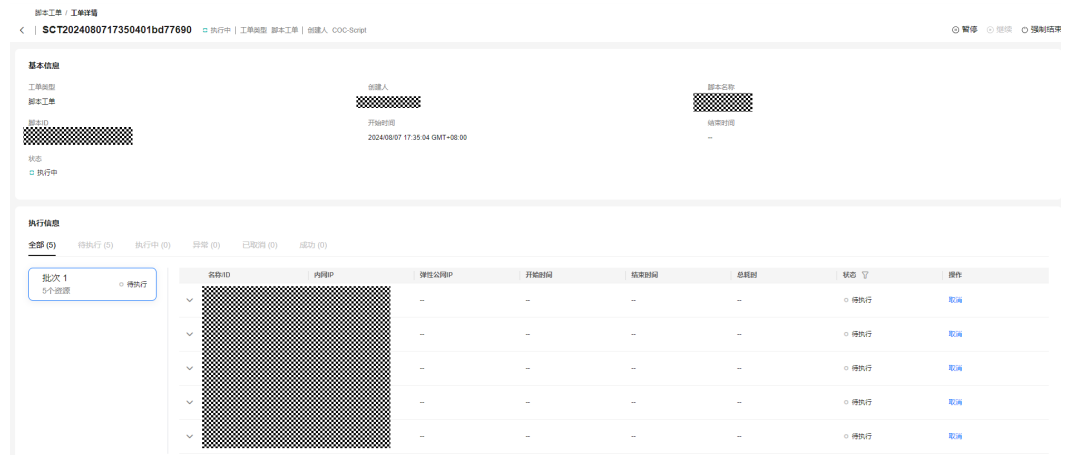 脚本工单 / 工单详情
SCT2024080717350401bd77690 执行中 | 工单类型 脚本工单 | 创建人 COC-Script
暂停 继续 强制结束
基本信息
工单类型 创建人 脚本名称
脚本工单
脚本ID 开始时间 结束时间
2024/08/07 17:35:04 GMT+08:00 --
状态
执行中
执行信息
全部 (5) 待执行 (5) 执行中 (0) 异常 (0) 已取消 (0) 成功 (0)
批次 1 待执行
5个资源
名称/ID 内网IP 弹性公网IP 开始时间 结束时间 总耗时 状态 操作
-- -- -- -- 待执行 取消
-- -- -- -- 待执行 取消
-- -- -- -- 待执行 取消
-- -- -- -- 待执行 取消
-- -- -- -- 待执行 取消